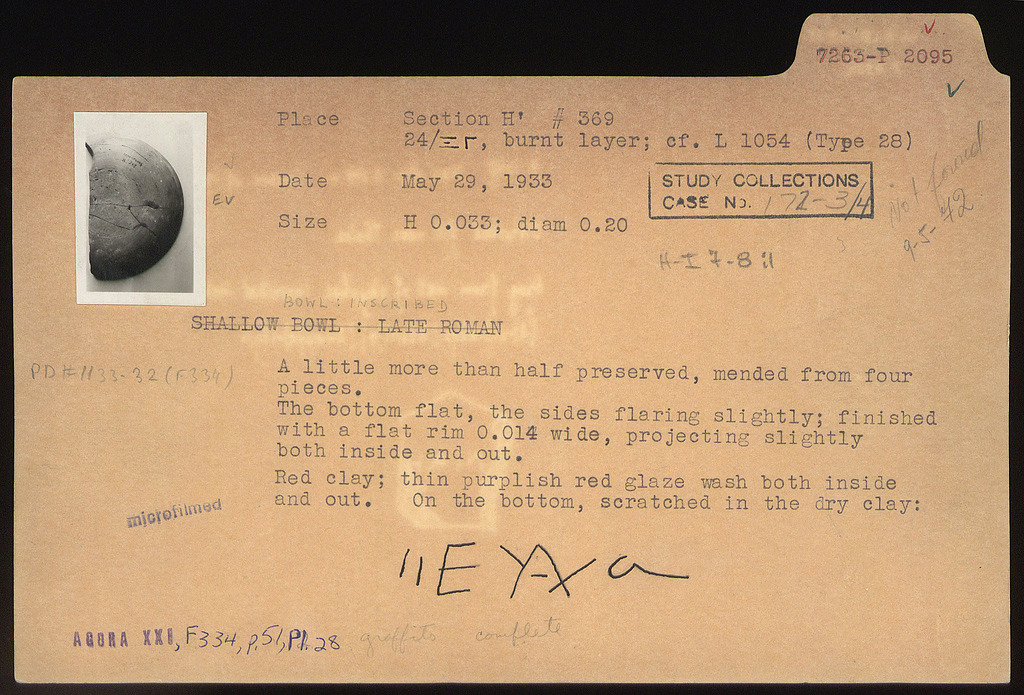 7263-P 2095
Place Section H' # 369
24/ΞΓ, burnt layer; cf. L 1054 (Type 28)
Date May 29, 1933
STUDY COLLECTIONS
CASE No. 172-3/4
Not found
9-5-72
EV
Size H 0.033; diam 0.20
H-I 7-8
BOWL: INSCRIBED
SHALLOW BOWL : LATE ROMAN
PD#1133-32 (F334)
A little more than half preserved, mended from four
pieces.
The bottom flat, the sides flaring slightly; finished
with a flat rim 0.014 wide, projecting slightly
both inside and out.
Red clay; thin purplish red glaze wash both inside
and out. On the bottom, scratched in the dry clay:
microfilmed
AGORA XXI, F334, p.51, Pl. 28 graffito complete